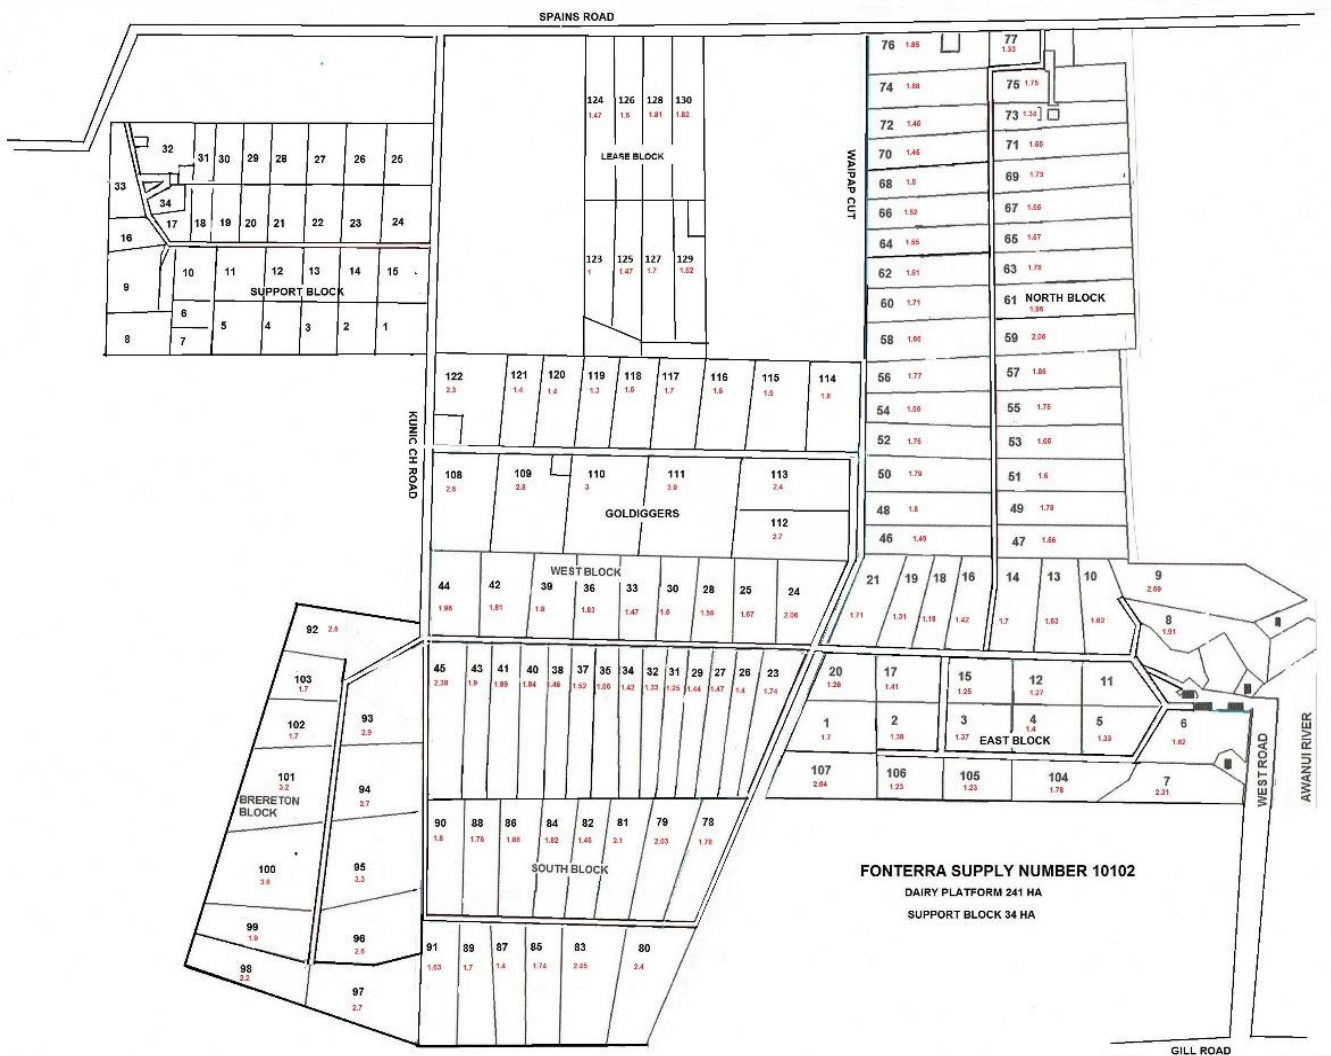 SPAINS ROAD
76 1.85
77
1.33
74 1.88
75 1.75
72 1.46
73 1.34
70 1.45
71 1.65
68 1.5
69 1.73
66 1.52
67 1.66
64 1.55
65 1.67
62 1.61
63 1.78
60 1.71
61
1.86
NORTH BLOCK
58 1.66
59 2.06
56 1.77
57 1.86
54 1.66
55 1.75
52 1.75
53 1.66
50 1.79
51 1.6
48 1.8
49 1.78
46 1.49
47 1.56
WAIPAP CUT
124 126 128 130
1.47 1.5 1.81 1.82
LEASE BLOCK
123 125 127 129
1 1.47 1.7 1.52
32 31 30 29 28 27 26 25
33
34
17 18 19 20 21 22 23 24
16
10 11 12 13 14 15
9
SUPPORT BLOCK
6
5 4 3 2 1
8 7
KUNIC CH ROAD
122 121 120 119 118 117 116 115 114
2.3 1.4 1.4 1.3 1.6 1.7 1.6 1.5 1.8
108 109 110 111 113
2.6 2.8 3 3.9 2.4
GOLDIGGERS
112
2.7
WEST BLOCK
44 42 39 36 33 30 28 25 24
1.96 1.81 1.8 1.83 1.47 1.6 1.56 1.67 2.06
21 19 18 16 14 13 10
1.71 1.31 1.18 1.42 1.7 1.63 1.62
9
2.69
8
1.91
45 43 41 40 38 37 35 34 32 31 29 27 26 23
2.38 1.9 1.89 1.84 1.46 1.52 1.66 1.42 1.33 1.25 1.44 1.47 1.4 1.74
20 17 15 12 11
1.26 1.41 1.25 1.27
1 2 3 4 5 6
1.7 1.38 1.37 1.4 1.33 1.62
EAST BLOCK
107 106 105 104 7
2.04 1.23 1.23 1.78 2.31
WEST ROAD
AWANUI RIVER
92 2.6
103
1.7
102
1.7
93
2.9
101
3.2
94
2.7
BRERETON
BLOCK
100
3.6
95
3.3
99
1.9
96
2.6
98
2.2
97
2.7
90 88 86 84 82 81 79 78
1.8 1.76 1.86 1.82 1.46 2.1 2.03 1.78
SOUTH BLOCK
91 89 87 85 83 80
1.63 1.7 1.4 1.74 2.45 2.4
FONTERRA SUPPLY NUMBER 10102
DAIRY PLATFORM 241 HA
SUPPORT BLOCK 34 HA
GILL ROAD